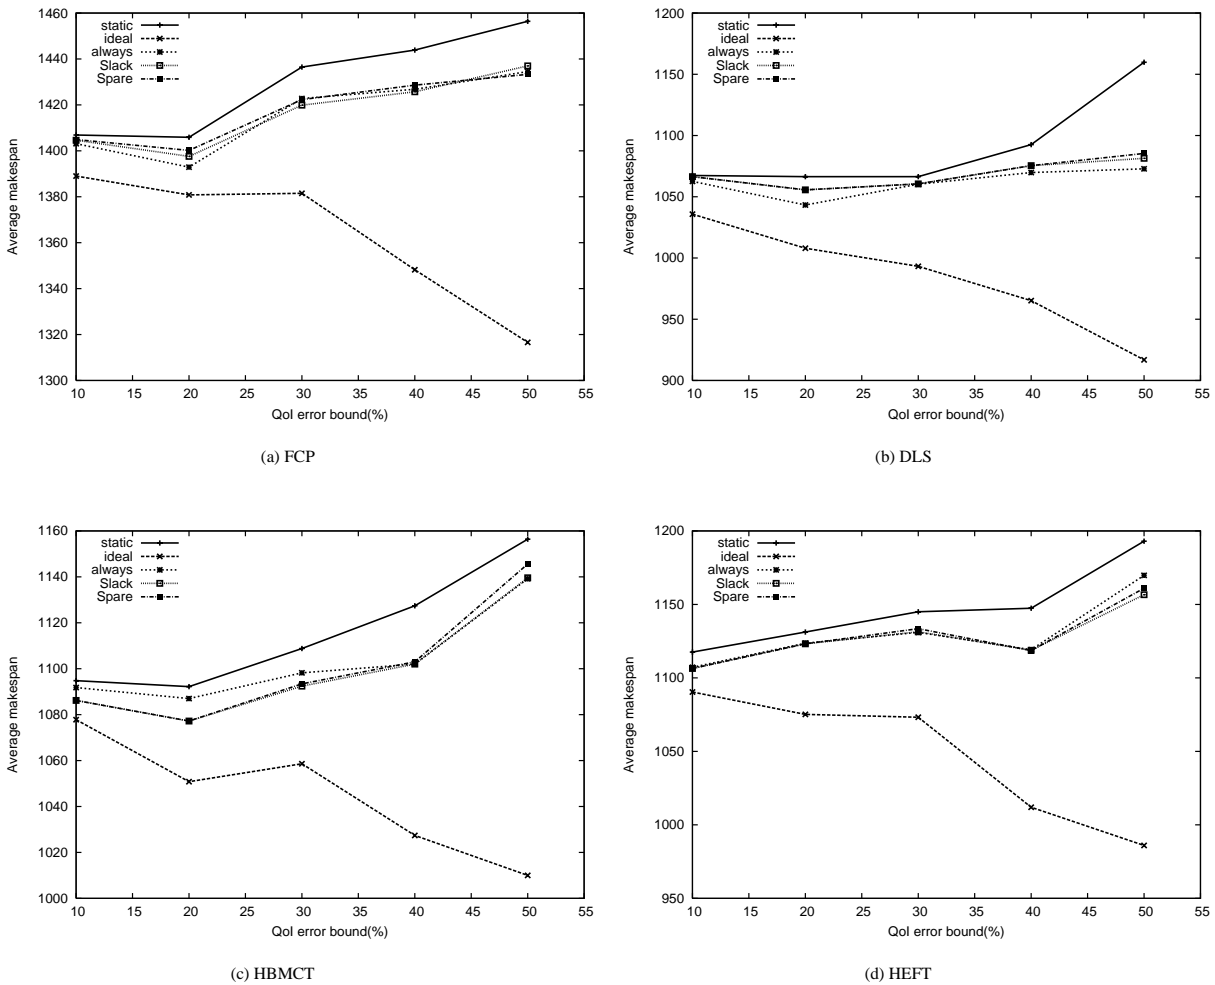 1460
1440
1420
1400
1380
1360
1340
1320
1300
Average makespan
static
ideal
always
Slack
Spare
10 15 20 25 30 35 40 45 50 55
QoI error bound(%)
(a) FCP
1200
1150
1100
1050
1000
950
900
Average makespan
static
ideal
always
Slack
Spare
10 15 20 25 30 35 40 45 50 55
QoI error bound(%)
(b) DLS
1160
1140
1120
1100
1080
1060
1040
1020
1000
Average makespan
static
ideal
always
Slack
Spare
10 15 20 25 30 35 40 45 50 55
QoI error bound(%)
(c) HBMCT
1200
1150
1100
1050
1000
950
Average makespan
static
ideal
always
Slack
Spare
10 15 20 25 30 35 40 45 50 55
QoI error bound(%)
(d) HEFT